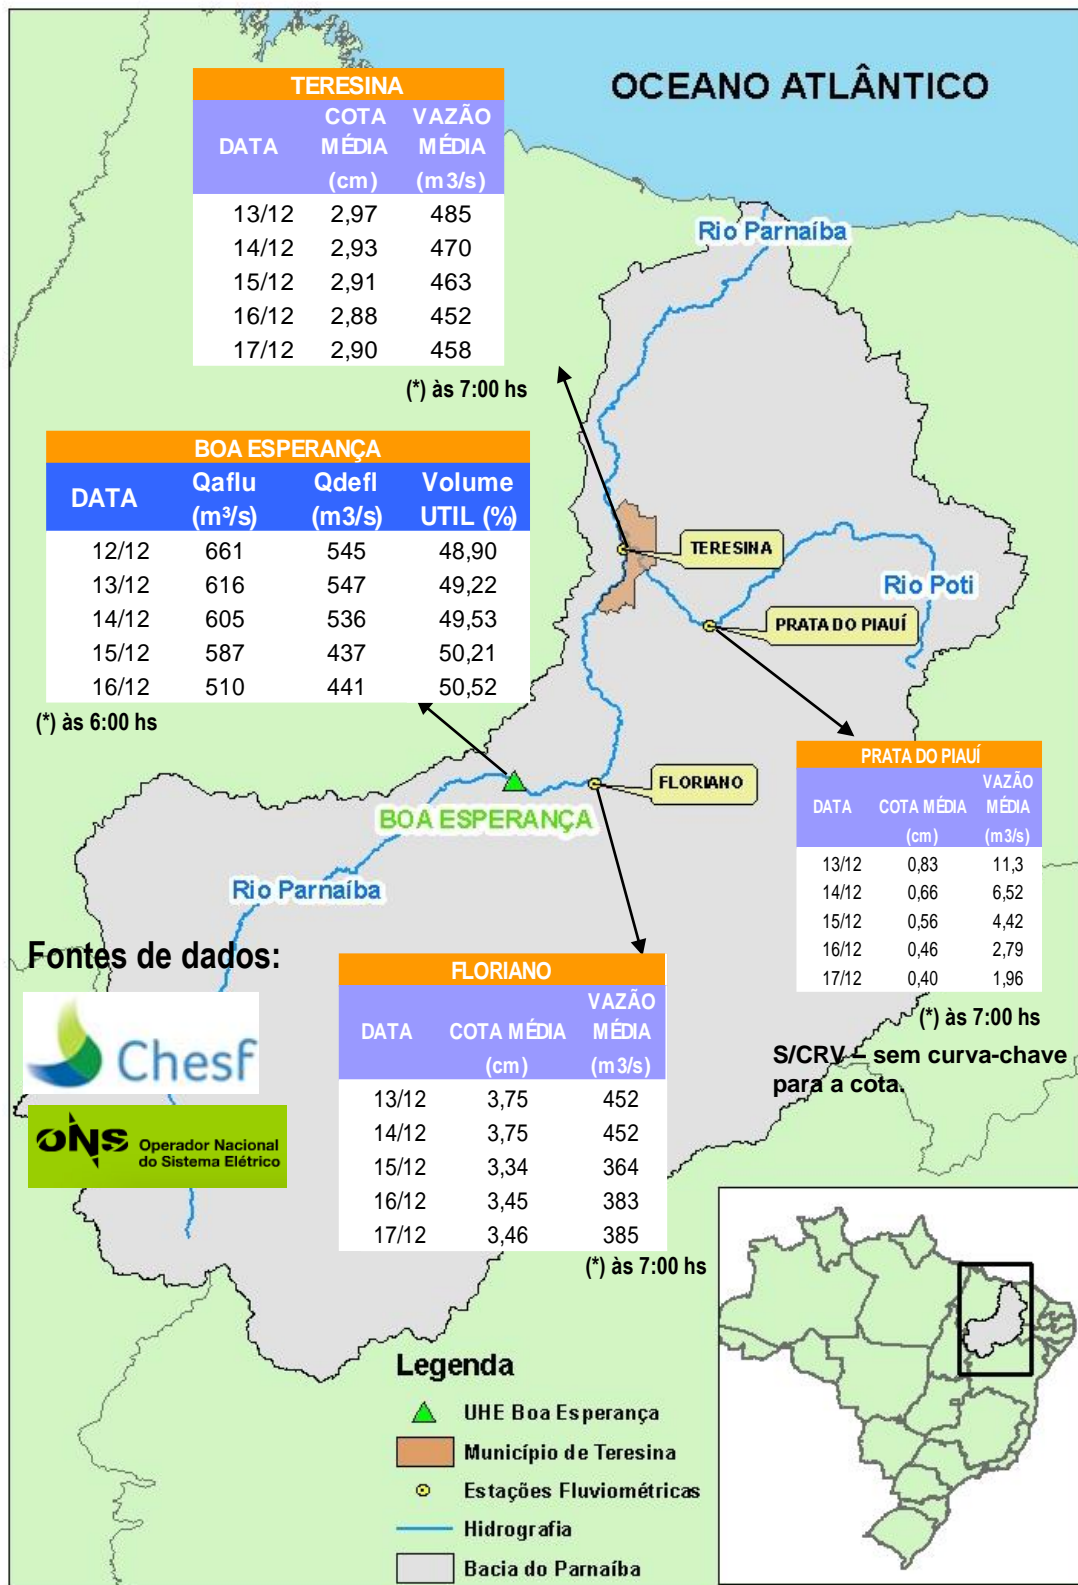 OCEANO ATLÂNTICO
TERESINA
DATA COTA MÉDIA (cm) VAZÃO MÉDIA (m3/s)
13/12 2,97 485
14/12 2,93 470
15/12 2,91 463
16/12 2,88 452
17/12 2,90 458
(*) às 7:00 hs
Rio Parnaíba
BOA ESPERANÇA
DATA Qaflu (m³/s) Qdefl (m3/s) Volume UTIL (%)
12/12 661 545 48,90
13/12 616 547 49,22
14/12 605 536 49,53
15/12 587 437 50,21
16/12 510 441 50,52
(*) às 6:00 hs
TERESINA
Rio Poti
PRATA DO PIAUÍ
FLORIANO
BOA ESPERANÇA
Rio Parnaíba
PRATA DO PIAUÍ
DATA COTA MÉDIA (cm) VAZÃO MÉDIA (m3/s)
13/12 0,83 11,3
14/12 0,66 6,52
15/12 0,56 4,42
16/12 0,46 2,79
17/12 0,40 1,96
(*) às 7:00 hs
S/CRV – sem curva-chave
para a cota.
Fontes de dados:
Chesf
ONS Operador Nacional
do Sistema Elétrico
FLORIANO
DATA COTA MÉDIA (cm) VAZÃO MÉDIA (m3/s)
13/12 3,75 452
14/12 3,75 452
15/12 3,34 364
16/12 3,45 383
17/12 3,46 385
(*) às 7:00 hs
Legenda
UHE Boa Esperança
Município de Teresina
Estações Fluviométricas
Hidrografia
Bacia do Parnaíba